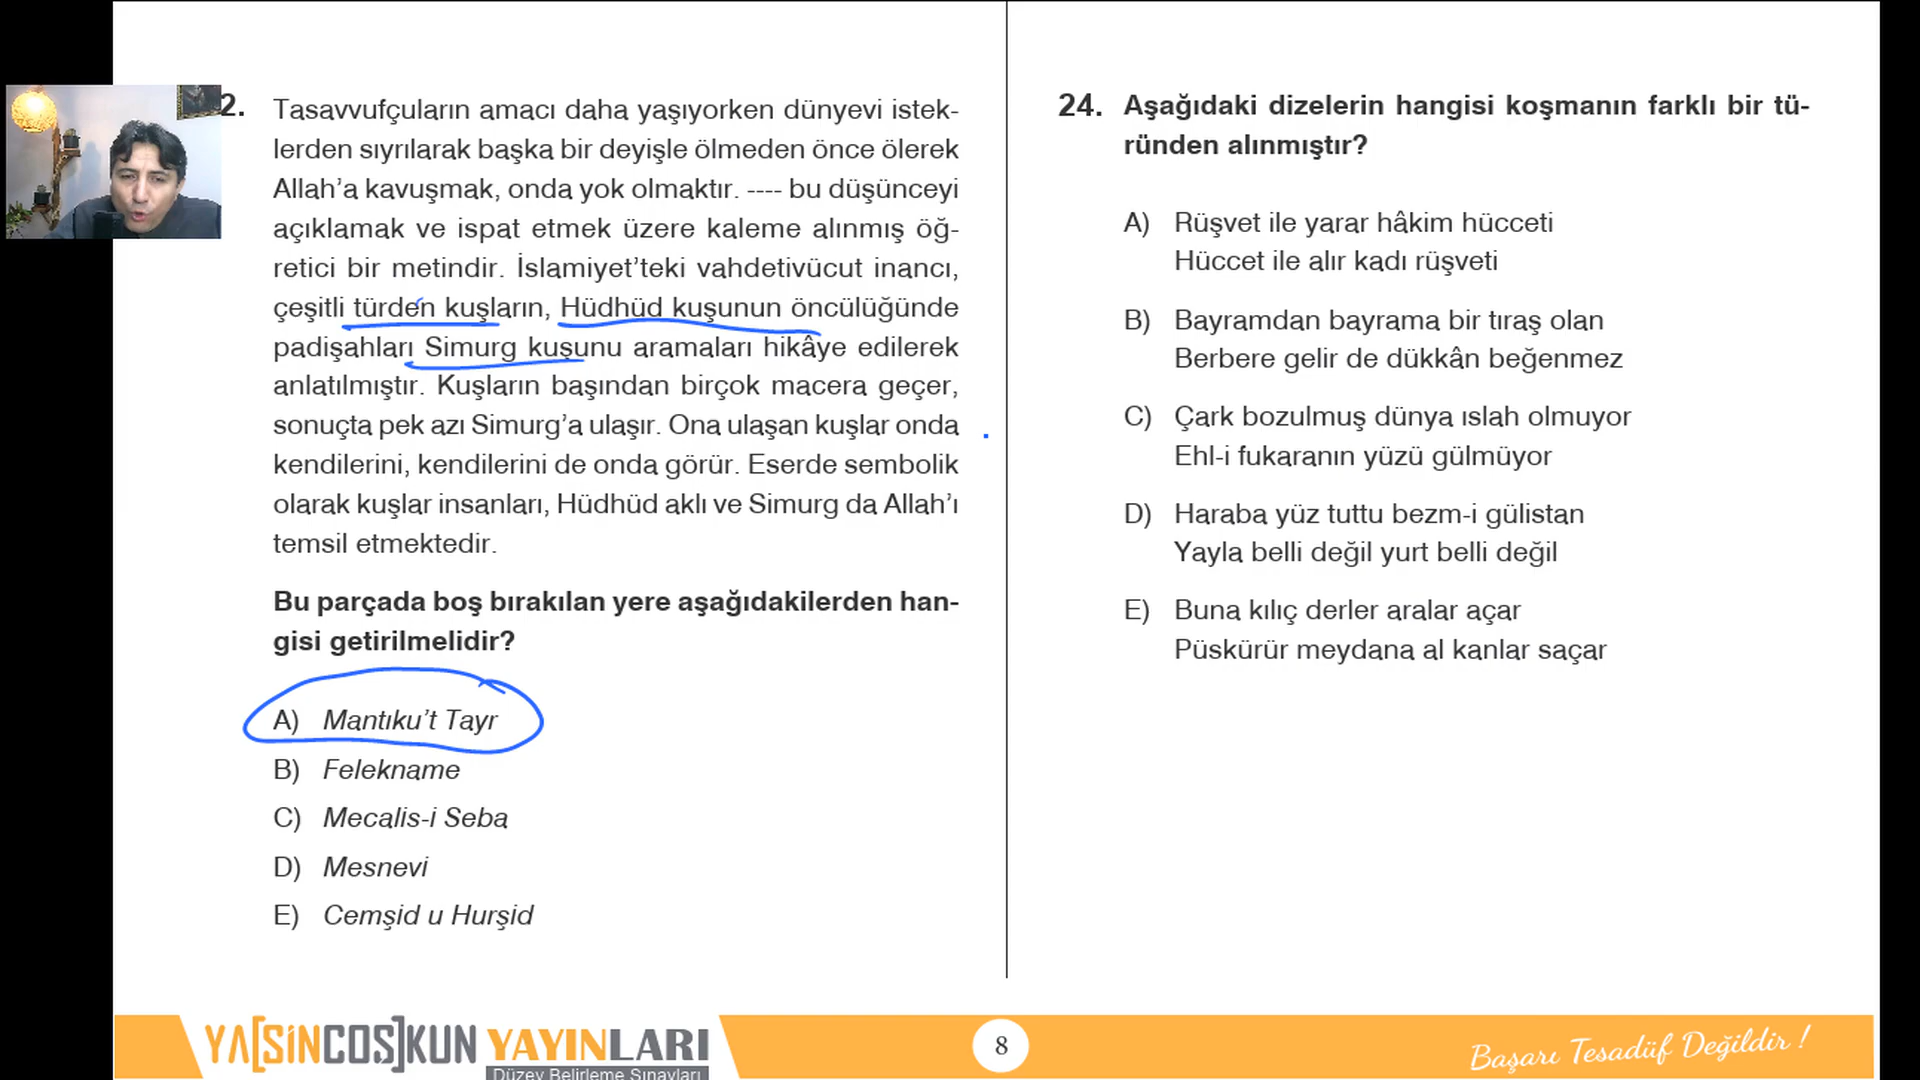 2.
Tasavvufçuların amacı daha yaşıyorken dünyevi istek-
lerden sıyrılarak başka bir deyişle ölmeden önce ölerek
Allah’a kavuşmak, onda yok olmaktır. ---- bu düşünceyi
açıklamak ve ispat etmek üzere kaleme alınmış öğ-
retici bir metindir. İslamiyet’teki vahdetivücut inancı,
çeşitli türden kuşların, Hüdhüd kuşunun öncülüğünde
padişahları Simurg kuşunu aramaları hikâye edilerek
anlatılmıştır. Kuşların başından birçok macera geçer,
sonuçta pek azı Simurg’a ulaşır. Ona ulaşan kuşlar onda
kendilerini, kendilerini de onda görür. Eserde sembolik
olarak kuşlar insanları, Hüdhüd aklı ve Simurg da Allah’ı
temsil etmektedir.
Bu parçada boş bırakılan yere aşağıdakilerden han-
gisi getirilmelidir?
A) Mantıku’t Tayr
B) Felekname
C) Mecalis-i Seba
D) Mesnevi
E) Cemşid u Hurşid
24. Aşağıdaki dizelerin hangisi koşmanın farklı bir tü-
ründen alınmıştır?
A) Rüşvet ile yarar hâkim hücceti
Hüccet ile alır kadı rüşveti
B) Bayramdan bayrama bir tıraş olan
Berbere gelir de dükkân beğenmez
C) Çark bozulmuş dünya ıslah olmuyor
Ehl-i fukaranın yüzü gülmüyor
D) Haraba yüz tuttu bezm-i gülistan
Yayla belli değil yurt belli değil
E) Buna kılıç derler aralar açar
Püskürür meydana al kanlar saçar
YA[SİNCOS]KUN YAYINLARI
Düzey Belirleme Sınavları
8
Başarı Tesadüf Değildir !